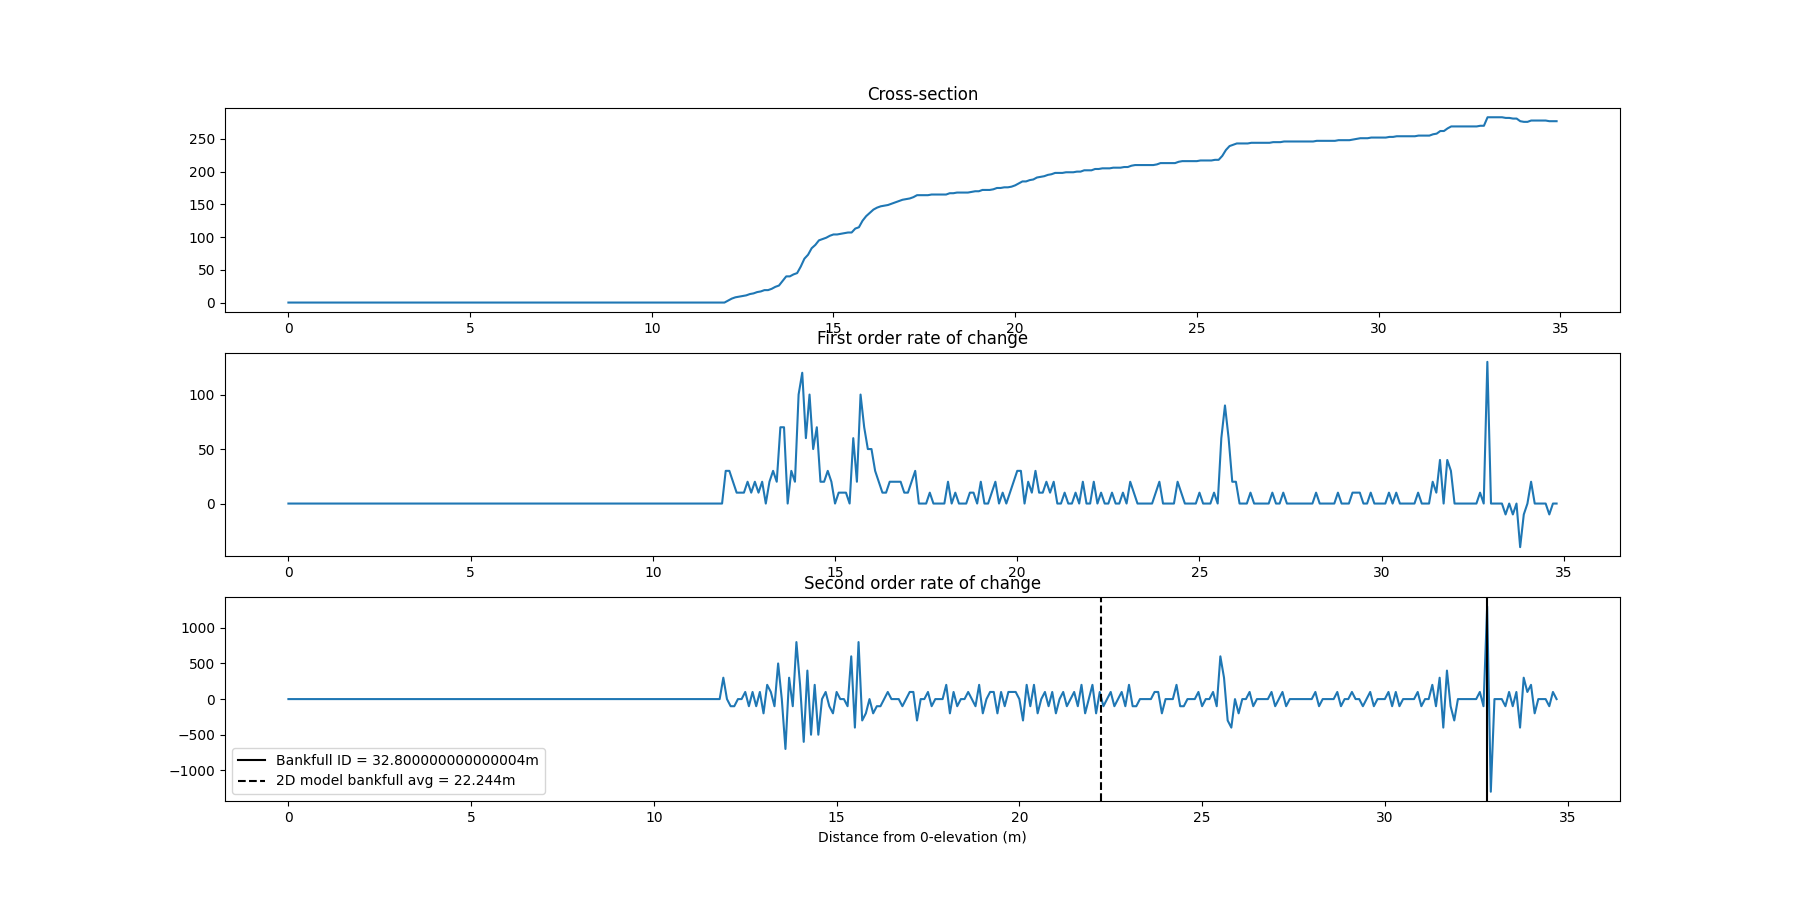 Cross-section
250
200
150
100
50
0
0 5 10 15 20 25 30 35
First order rate of change
100
50
0
0 5 10 15 20 25 30 35
Second order rate of change
1000
500
0
−500
−1000
Bankfull ID = 32.800000000000004m
2D model bankfull avg = 22.244m
0 5 10 15 20 25 30 35
Distance from 0-elevation (m)